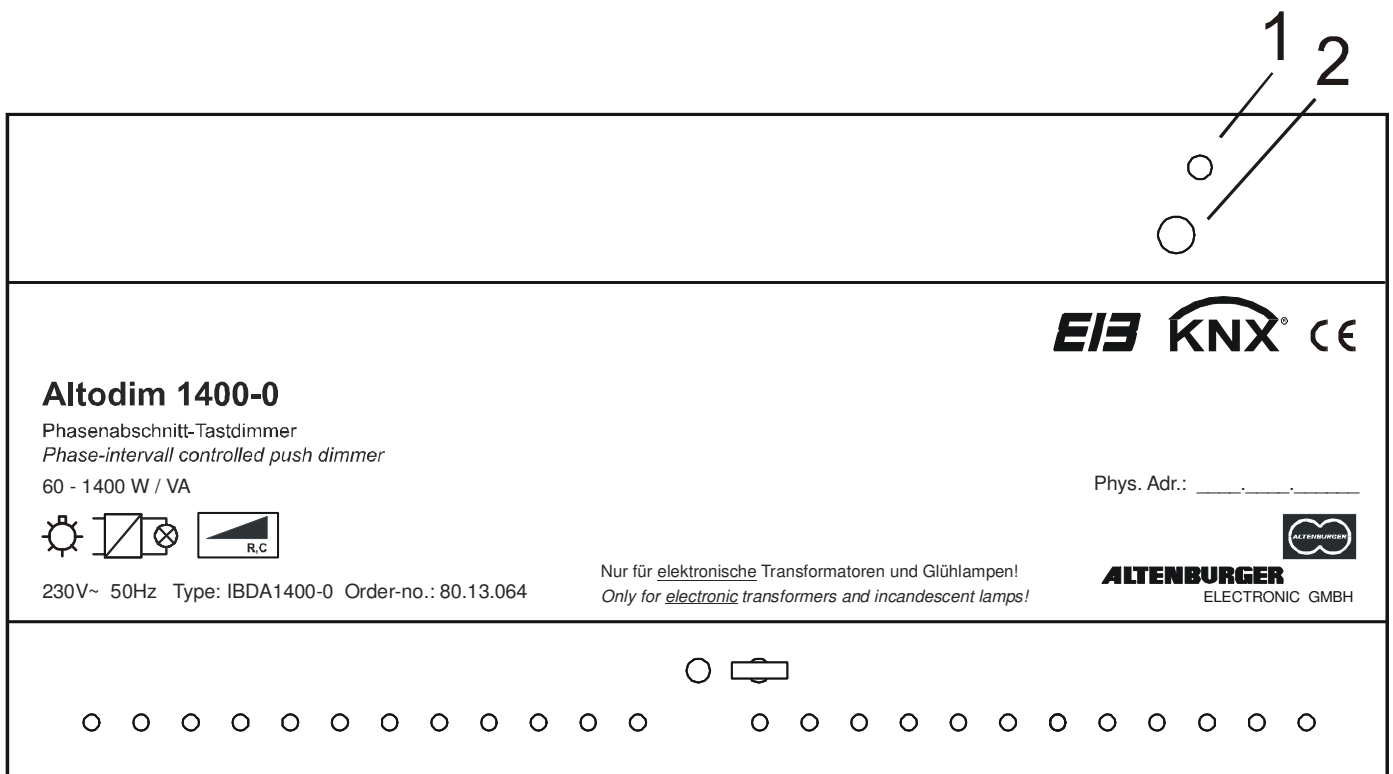 1
2
EIB KNX® CE
Altodim 1400-0
Phasenabschnitt-Tastdimmer
Phase-intervall controlled push dimmer
60 - 1400 W / VA
Phys. Adr.: ____.____.______
R,C
ALTENBURGER
230V~ 50Hz Type: IBDA1400-0 Order-no.: 80.13.064
Nur für elektronische Transformatoren und Glühlampen!
Only for electronic transformers and incandescent lamps!
ALTENBURGER
ELECTRONIC GMBH